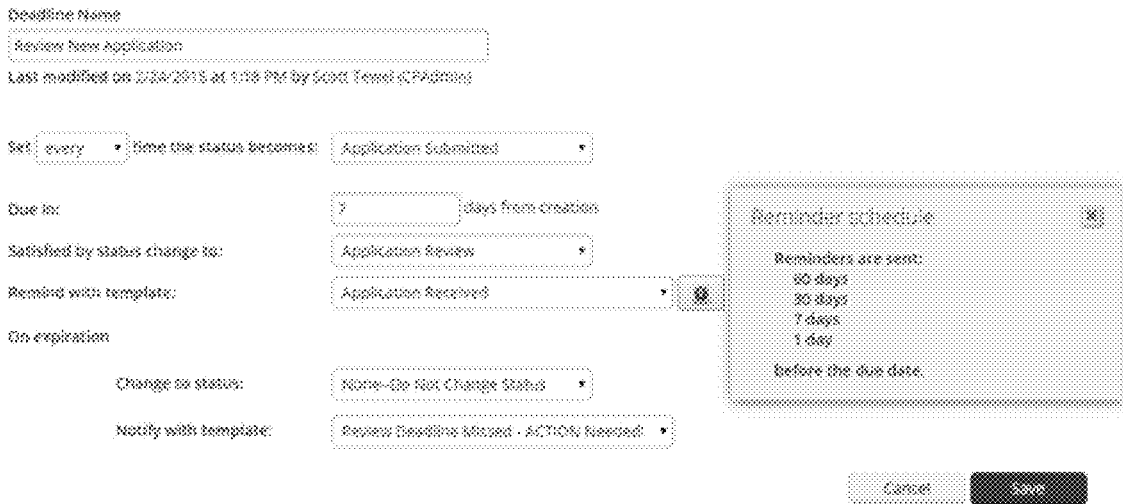 Deadline Name
Review New Application
Last modified on 2/24/2015 at 1:18 PM by Scott Tewel (CPAdmin)
Set every time the status becomes: Application Submitted
Due in: 7 days from creation
Satisfied by status change to: Application Review
Remind with template: Application Received
On expiration
Change to status: None--Do Not Change Status
Notify with template: Review Deadline Missed - ACTION Needed!
Reminder schedule
Reminders are sent:
60 days
30 days
7 days
1 day
before the due date.
Cancel Save